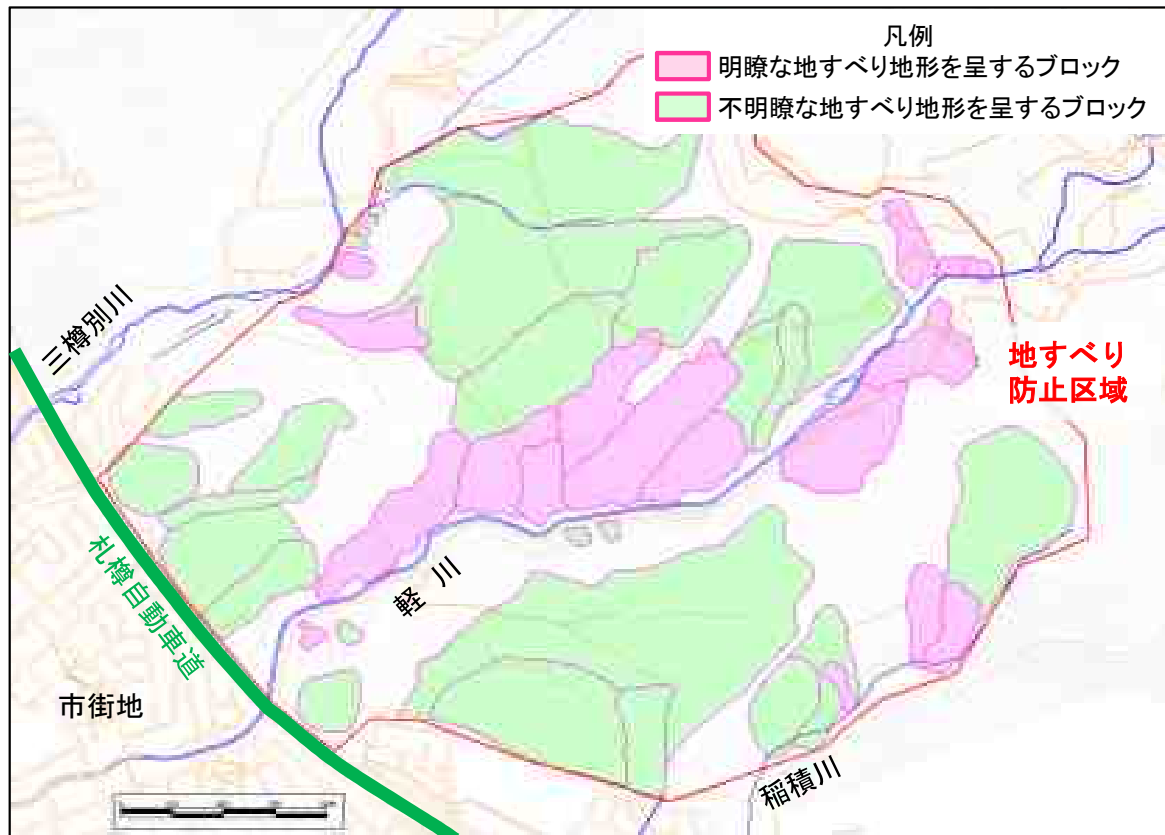 凡例
明瞭な地すべり地形を呈するブロック
不明瞭な地すべり地形を呈するブロック
三樽別川
地すべり
防止区域
札樽自動車道
軽川
市街地
稲積川